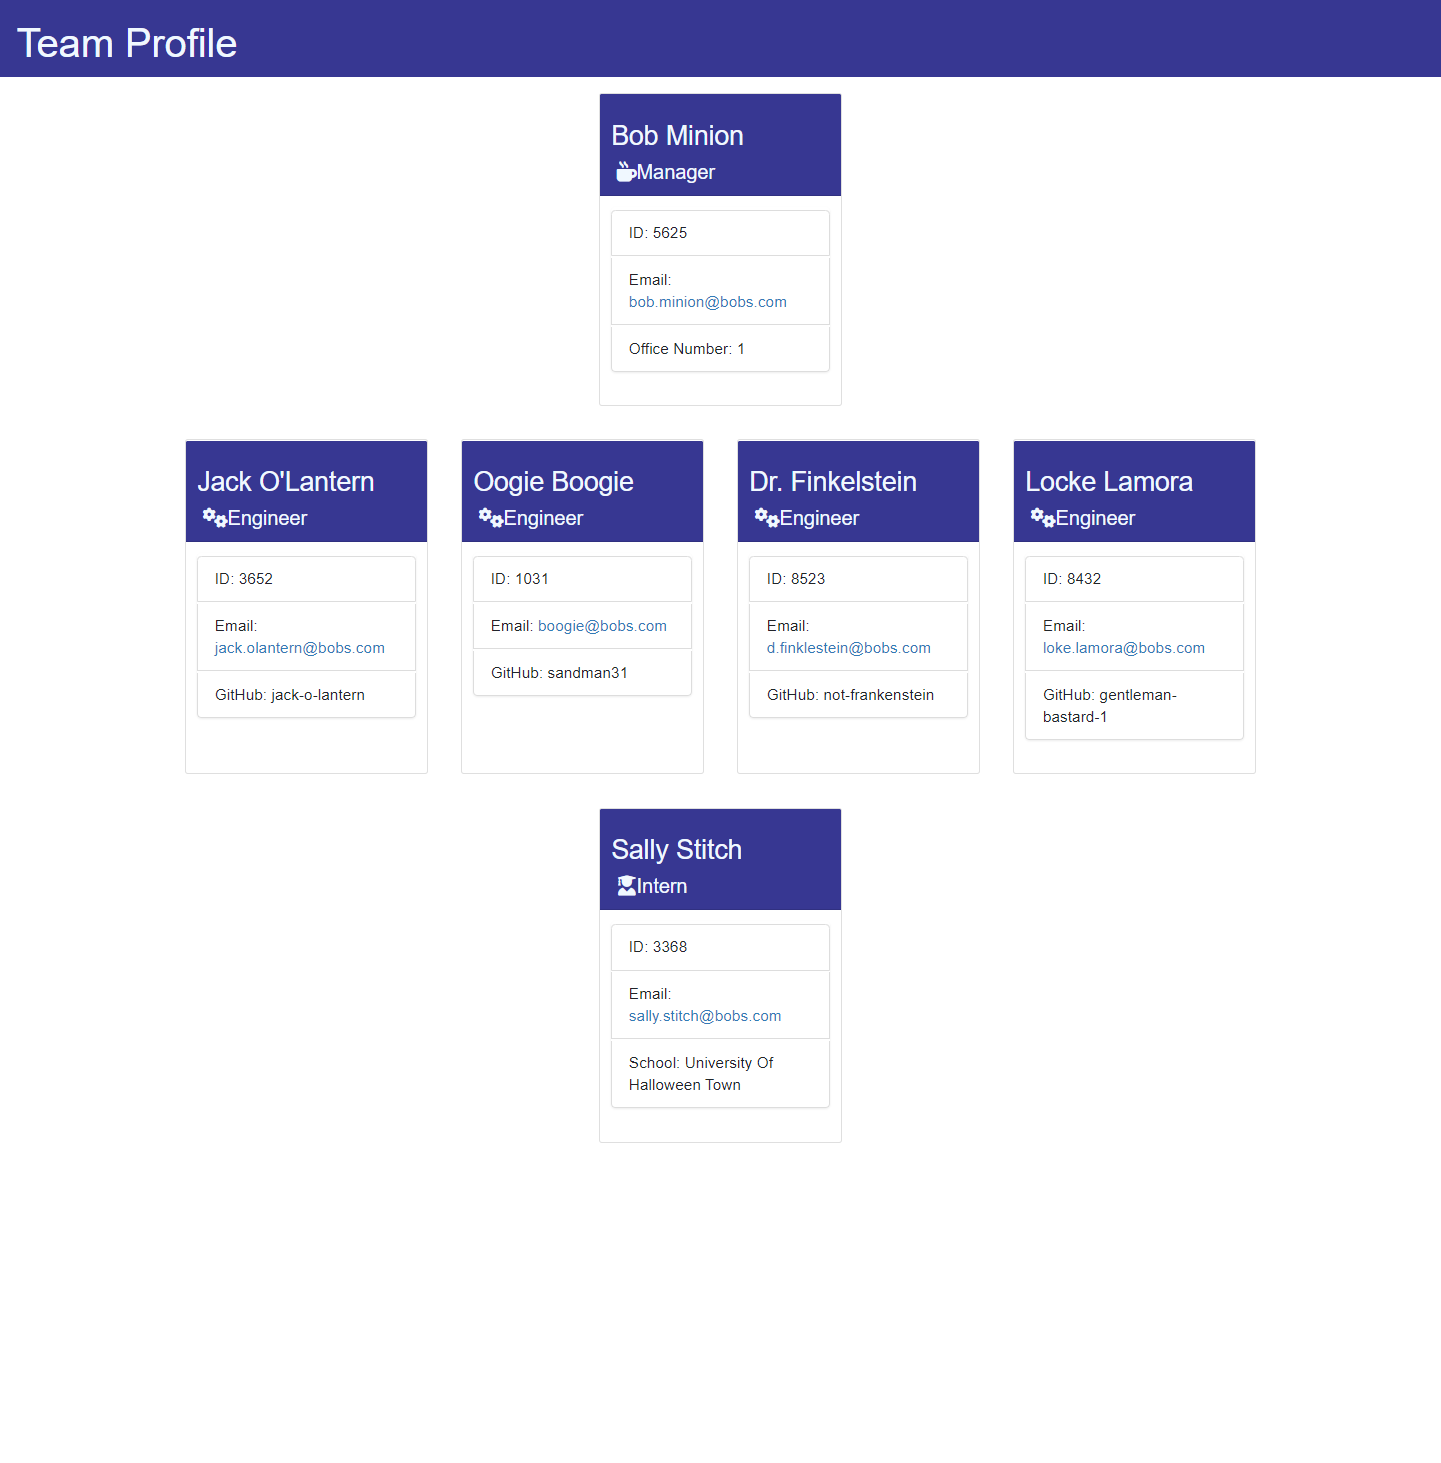 Team Profile
Bob Minion
Manager
ID: 5625
Email:
bob.minion@bobs.com
Office Number: 1
Jack O'Lantern
Engineer
ID: 3652
Email:
jack.olantern@bobs.com
GitHub: jack-o-lantern
Oogie Boogie
Engineer
ID: 1031
Email: boogie@bobs.com
GitHub: sandman31
Dr. Finkelstein
Engineer
ID: 8523
Email:
d.finklestein@bobs.com
GitHub: not-frankenstein
Locke Lamora
Engineer
ID: 8432
Email:
loke.lamora@bobs.com
GitHub: gentleman-
bastard-1
Sally Stitch
Intern
ID: 3368
Email:
sally.stitch@bobs.com
School: University Of
Halloween Town